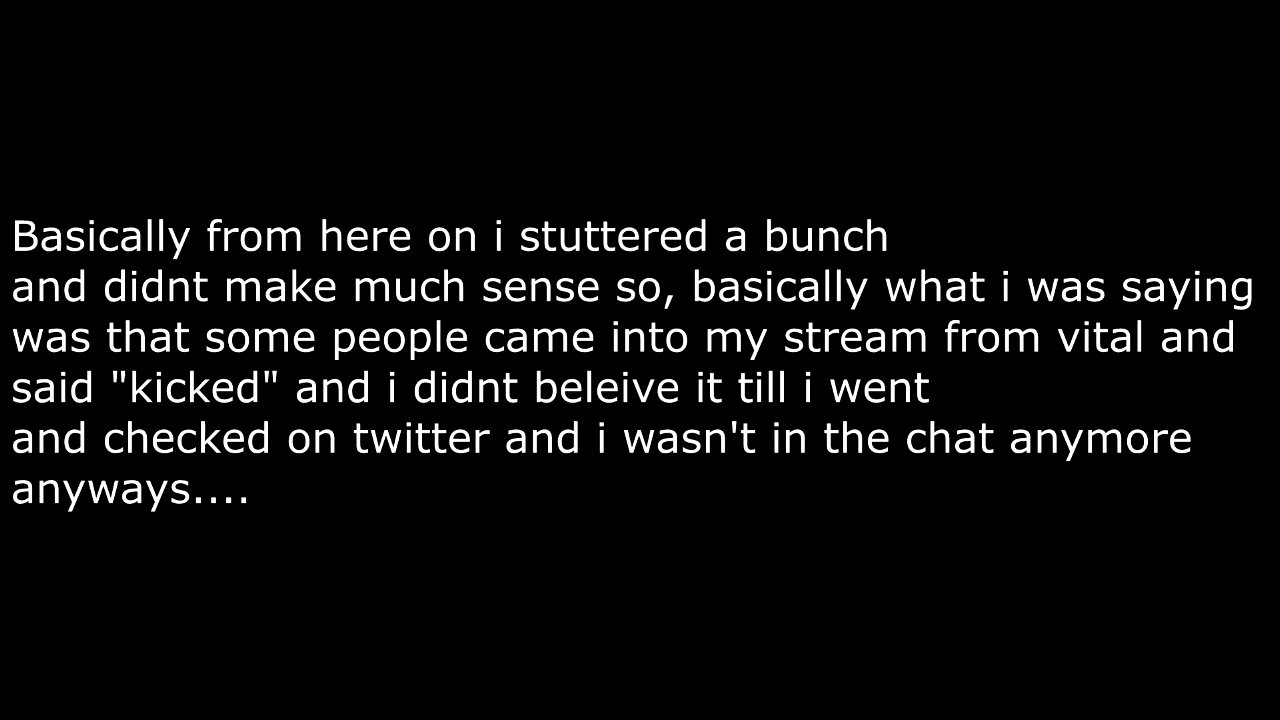 Basically from here on i stuttered a bunch
and didnt make much sense so, basically what i was saying
was that some people came into my stream from vital and
said "kicked" and i didnt beleive it till i went
and checked on twitter and i wasn't in the chat anymore
anyways....